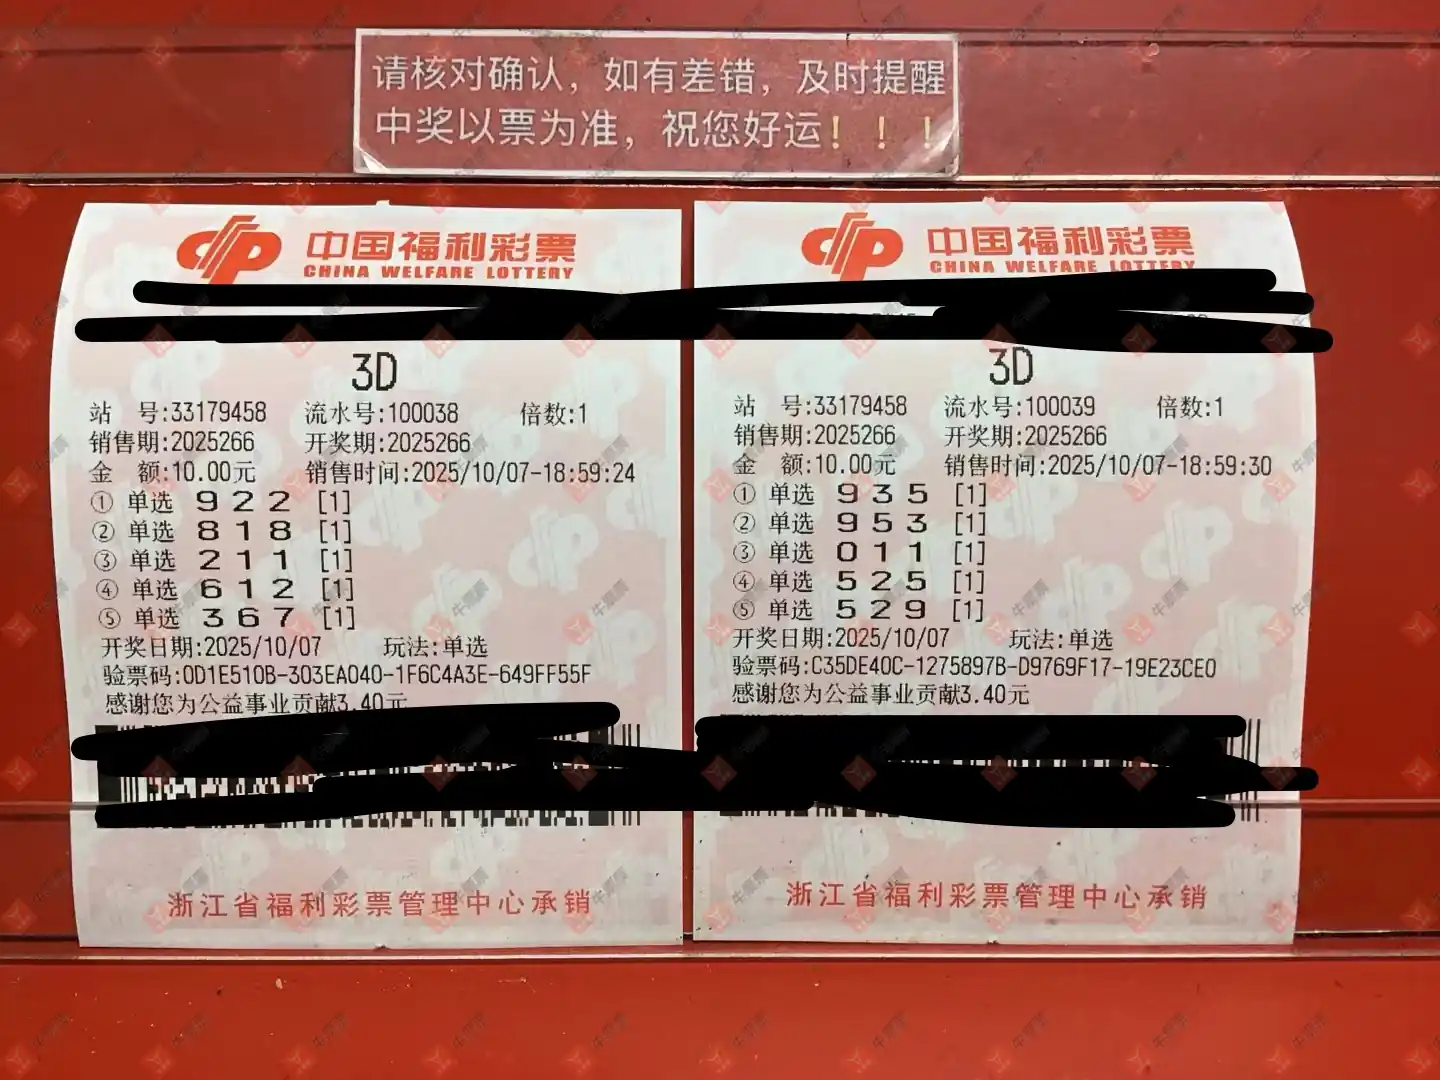 请核对确认，如有差错，及时提醒
中奖以票为准，祝您好运！！！
中国福利彩票
CHINA WELFARE LOTTERY
3D
站 号:33179458 流水号:100038 倍数:1
销售期:2025266 开奖期:2025266
金 额:10.00元 销售时间:2025/10/07-18:59:24
① 单选 9 2 2 [1]
② 单选 8 1 8 [1]
③ 单选 2 1 1 [1]
④ 单选 6 1 2 [1]
⑤ 单选 3 6 7 [1]
开奖日期:2025/10/07 玩法:单选
验票码:0D1E510B-303EA040-1F6C4A3E-649FF55F
感谢您为公益事业贡献3.40元
浙江省福利彩票管理中心承销
中国福利彩票
CHINA WELFARE LOTTERY
3D
站 号:33179458 流水号:100039 倍数:1
销售期:2025266 开奖期:2025266
金 额:10.00元 销售时间:2025/10/07-18:59:30
① 单选 9 3 5 [1]
② 单选 9 5 3 [1]
③ 单选 0 1 1 [1]
④ 单选 5 2 5 [1]
⑤ 单选 5 2 9 [1]
开奖日期:2025/10/07 玩法:单选
验票码:C35DE40C-1275897B-D9769F17-19E23CE0
感谢您为公益事业贡献3.40元
浙江省福利彩票管理中心承销